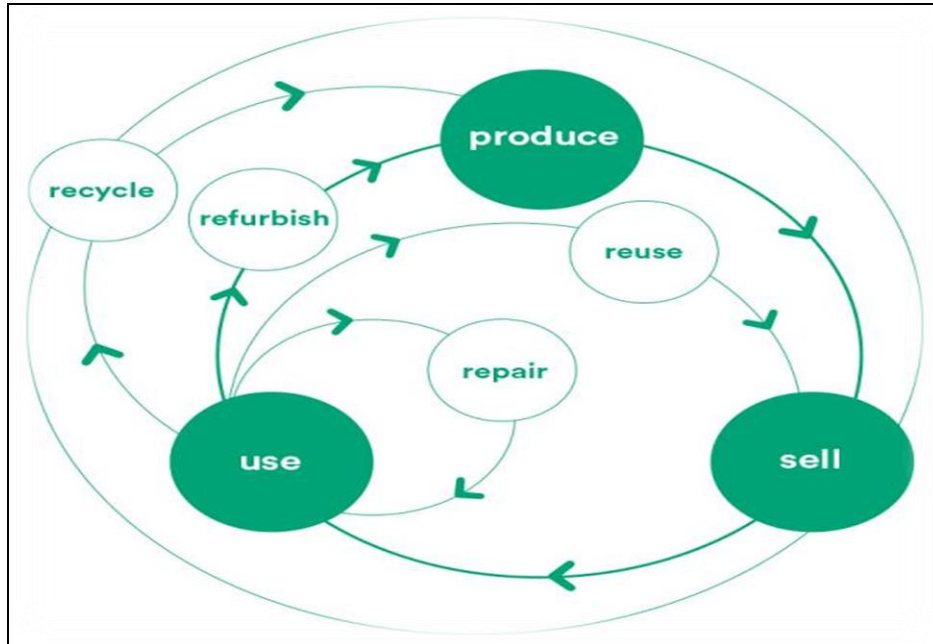 produce
recycle
refurbish
reuse
repair
use
sell